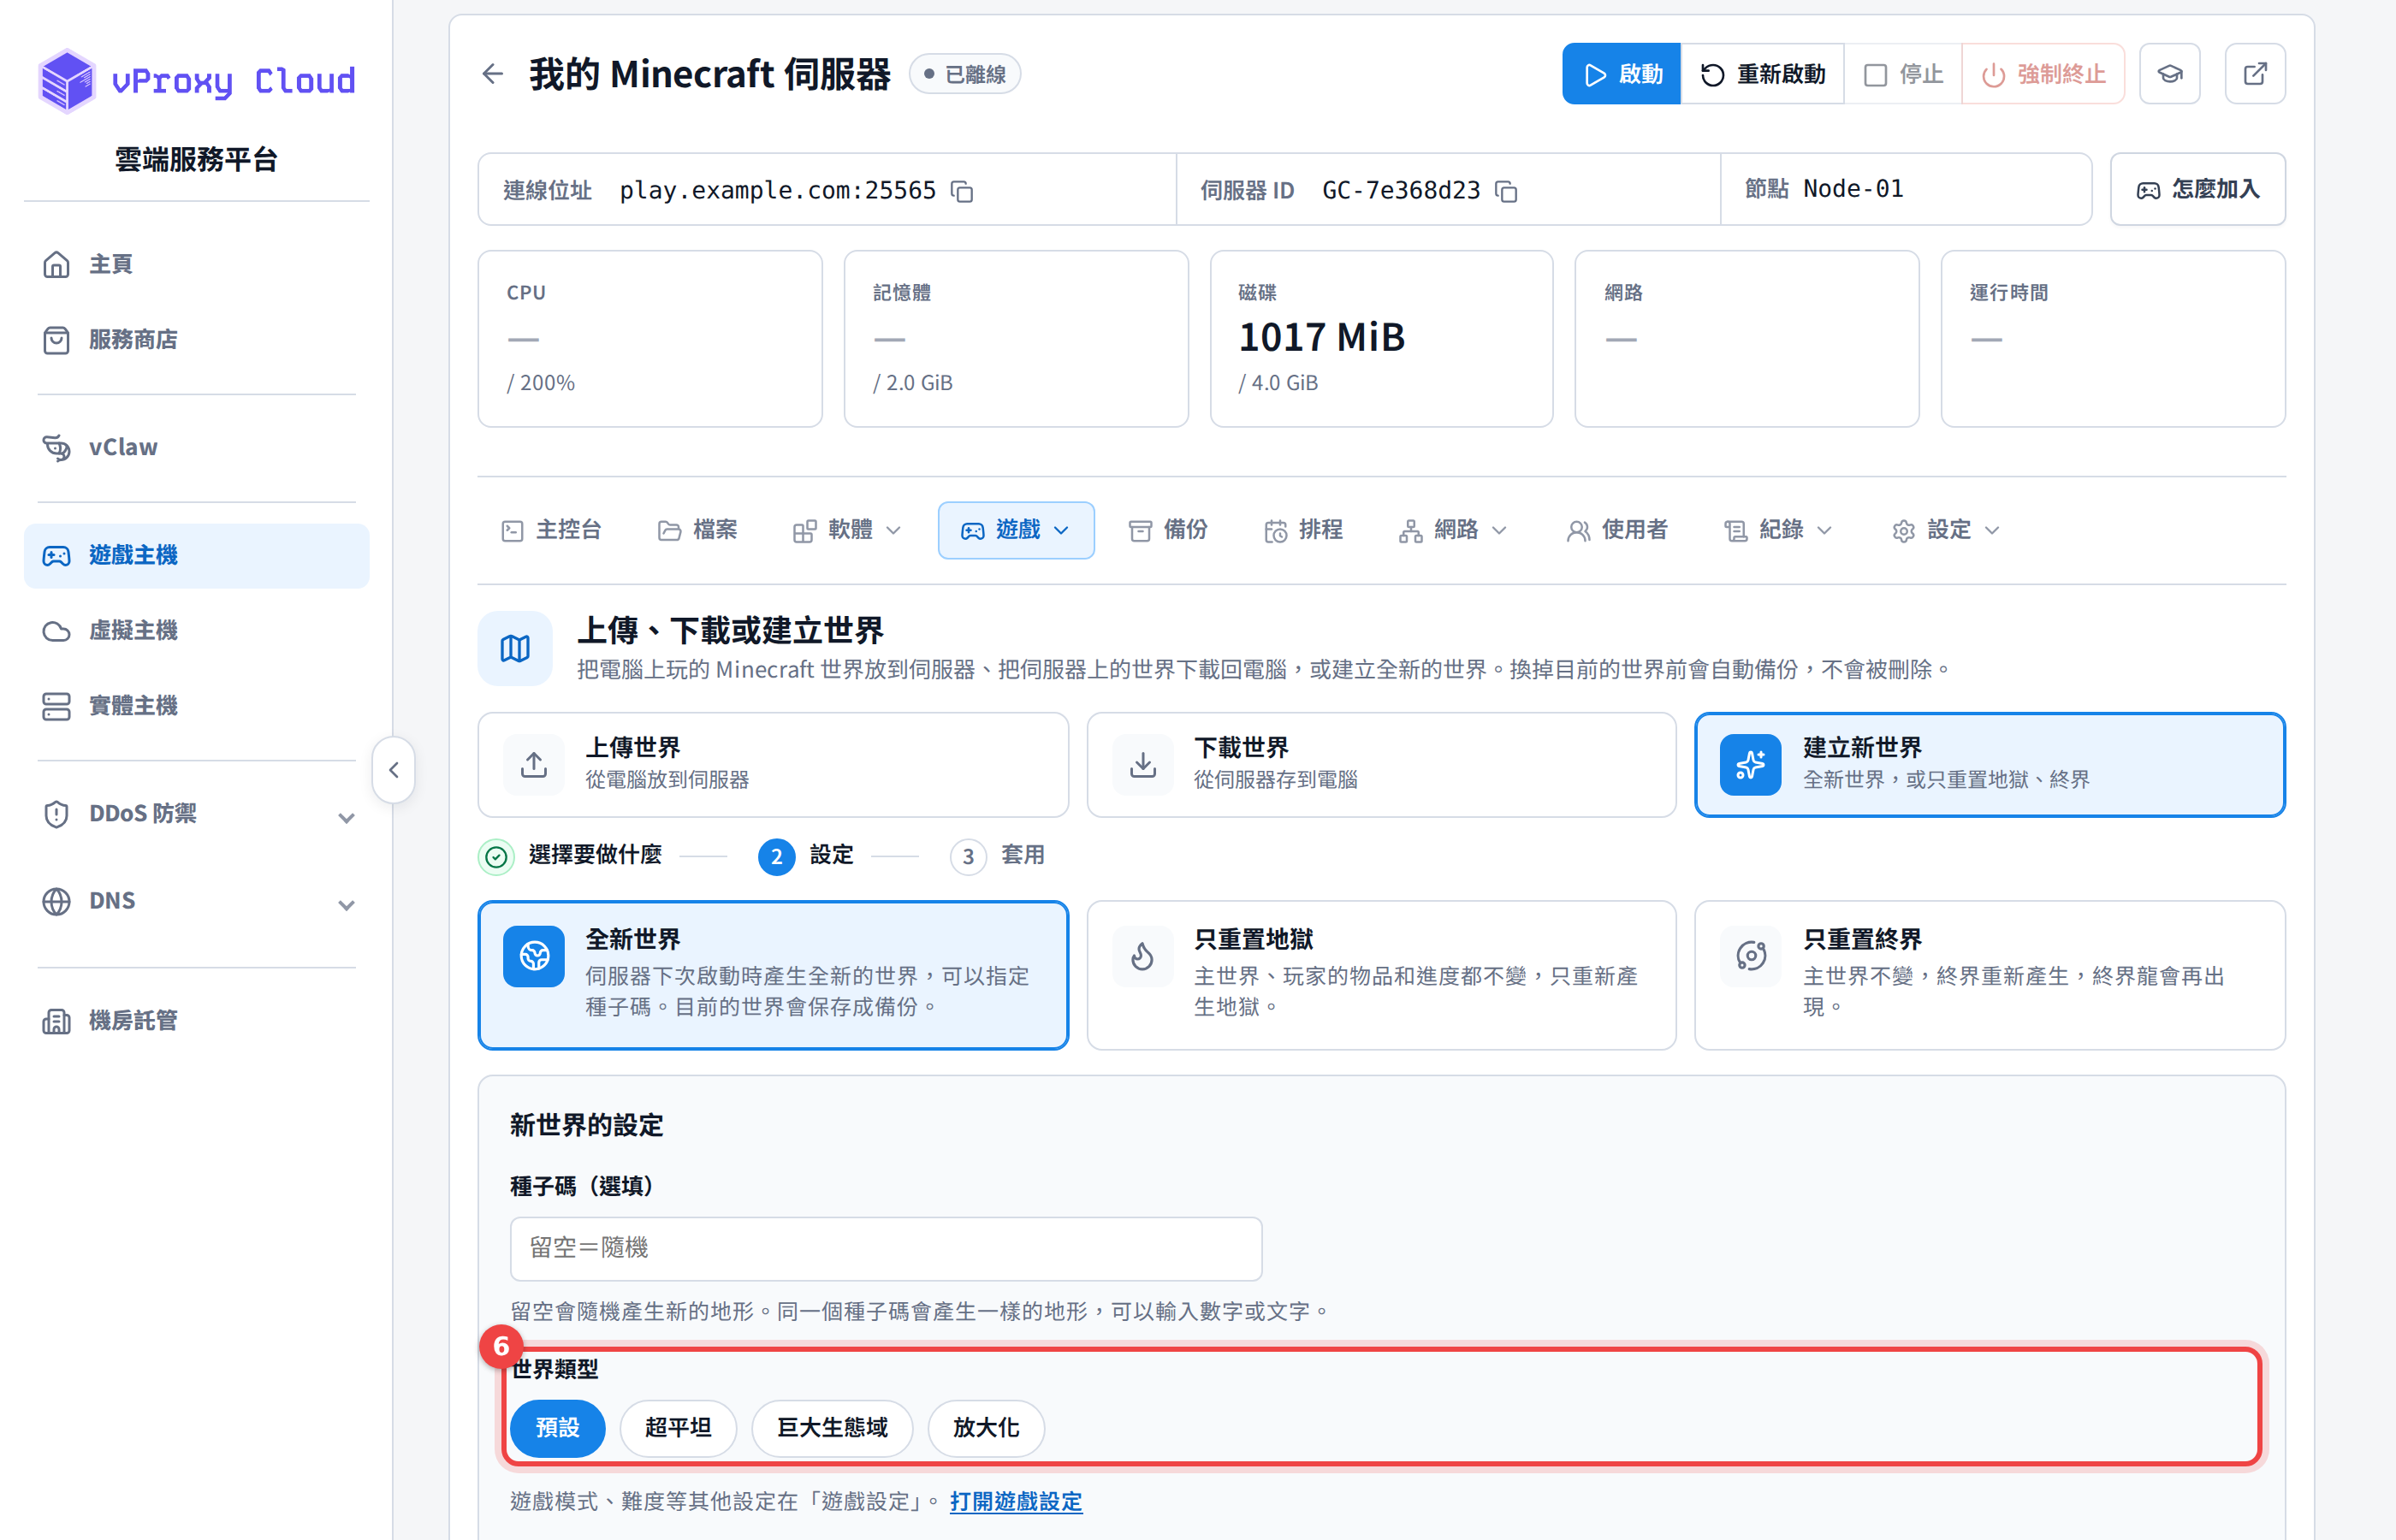 vProxy Cloud
雲端服務平台
主頁
服務商店
vClaw
遊戲主機
虛擬主機
實體主機
DDoS 防禦
DNS
機房託管
我的 Minecraft 伺服器
已離線
啟動
重新啟動
停止
強制終止
連線位址 play.example.com:25565
伺服器 ID GC-7e368d23
節點 Node-01
怎麼加入
CPU
—
/ 200%
記憶體
—
/ 2.0 GiB
磁碟
1017 MiB
/ 4.0 GiB
網路
—
運行時間
—
主控台
檔案
軟體
遊戲
備份
排程
網路
使用者
紀錄
設定
上傳、下載或建立世界
把電腦上玩的 Minecraft 世界放到伺服器、把伺服器上的世界下載回電腦，或建立全新的世界。換掉目前的世界前會自動備份，不會被刪除。
上傳世界
從電腦放到伺服器
下載世界
從伺服器存到電腦
建立新世界
全新世界，或只重置地獄、終界
選擇要做什麼
2 設定
3 套用
全新世界
伺服器下次啟動時產生全新的世界，可以指定
種子碼。目前的世界會保存成備份。
只重置地獄
主世界、玩家的物品和進度都不變，只重新產
生地獄。
只重置終界
主世界不變，終界重新產生，終界龍會再出
現。
新世界的設定
種子碼（選填）
留空＝隨機
留空會隨機產生新的地形。同一個種子碼會產生一樣的地形，可以輸入數字或文字。
6
世界類型
預設
超平坦
巨大生態域
放大化
遊戲模式、難度等其他設定在「遊戲設定」。 打開遊戲設定